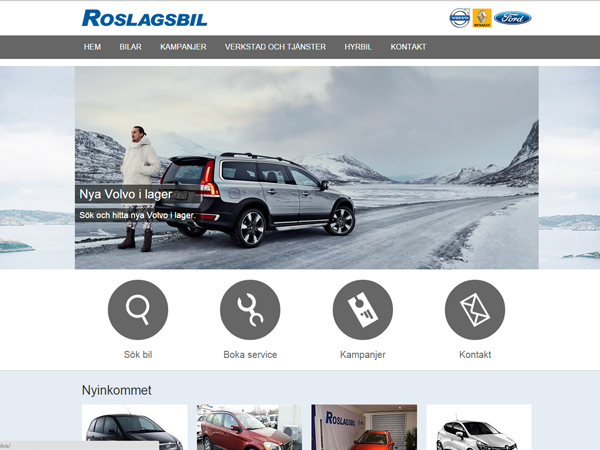 ROSLAGSBIL
VOLVO
RENAULT
Ford
HEM BILAR KAMPANJER VERKSTAD OCH TJÄNSTER HYRBIL KONTAKT
Nya Volvo i lager
Sök och hitta nya Volvo i lager.
Sök bil Boka service Kampanjer Kontakt
Nyinkommet
ROSLAGSBIL